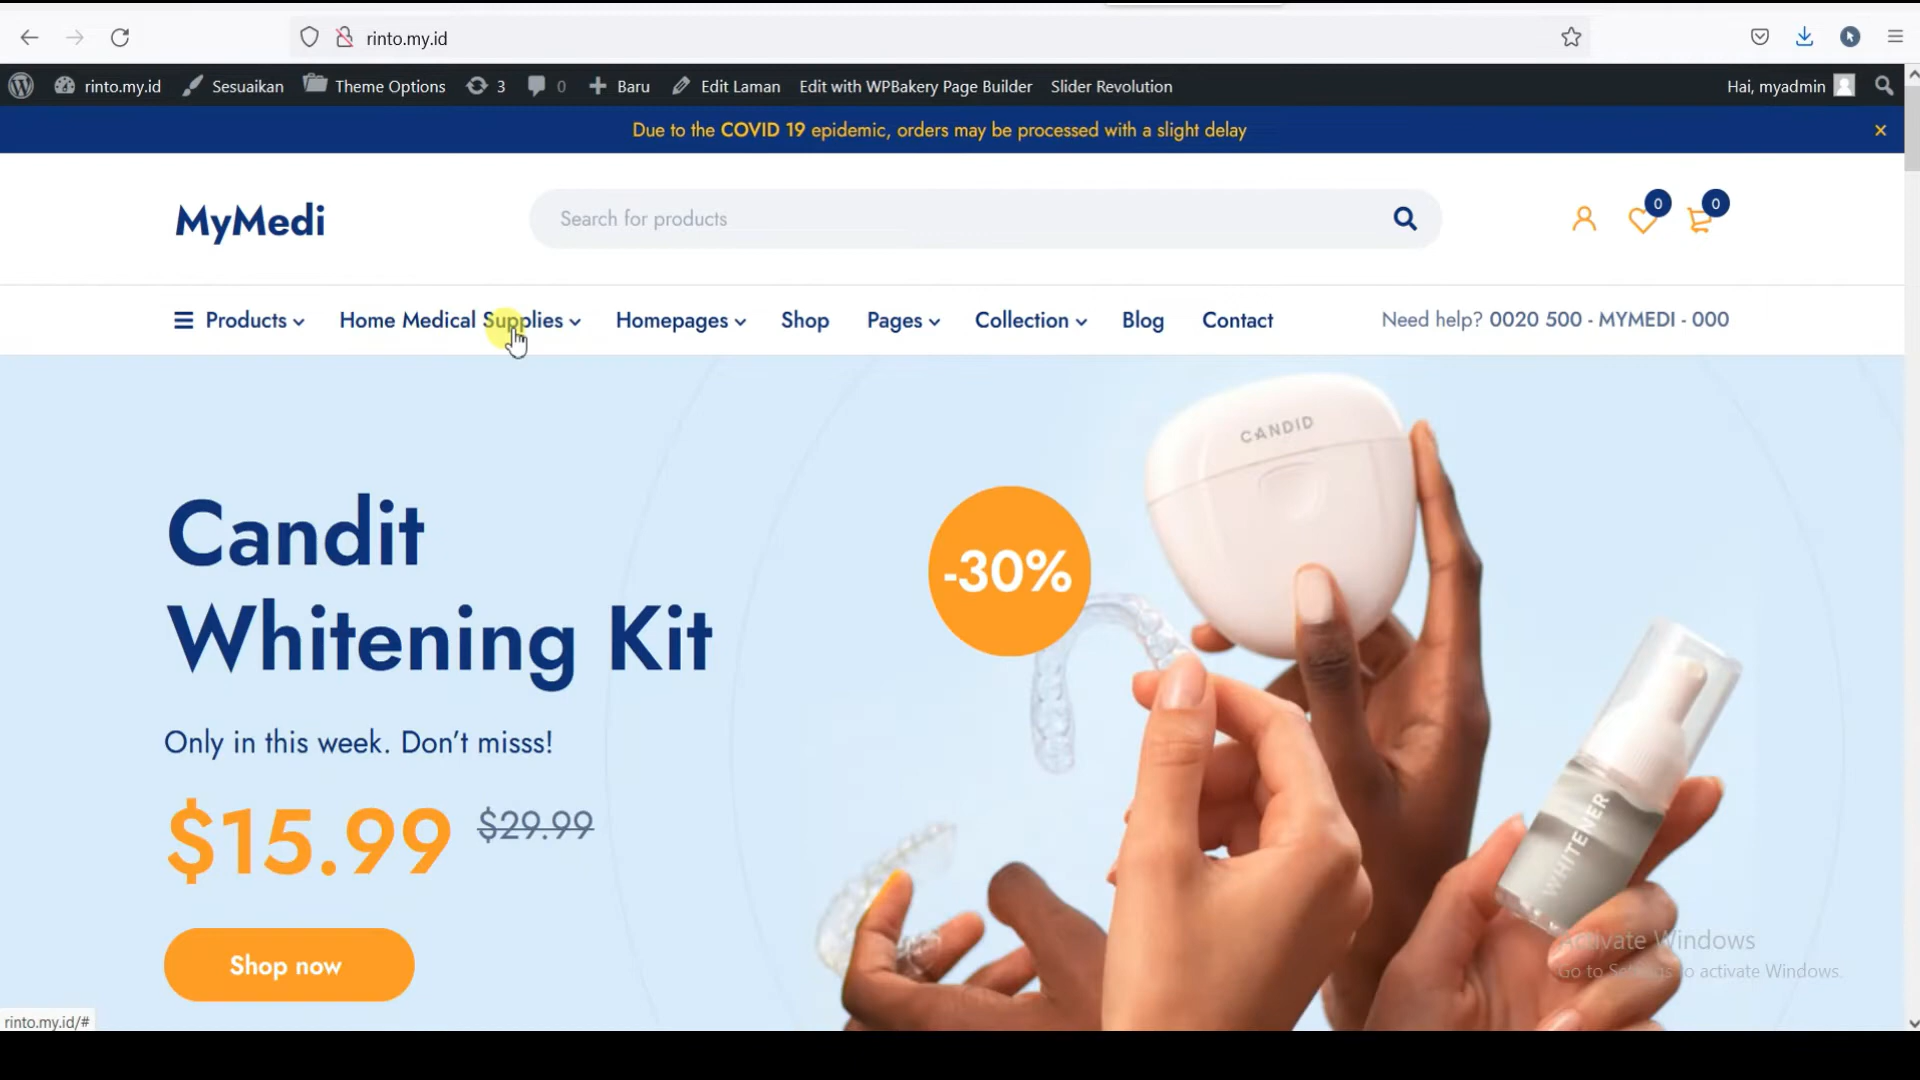 rinto.my.id
rinto.my.id Sesuaikan Theme Options 3 0 Baru Edit Laman Edit with WPBakery Page Builder Slider Revolution Hai, myadmin
Due to the COVID 19 epidemic, orders may be processed with a slight delay
MyMedi
Search for products
0
0
Products Home Medical Supplies Homepages Shop Pages Collection Blog Contact Need help? 0020 500 - MYMEDI - 000
CANDID
-30%
Candit
Whitening Kit
Only in this week. Don't misss!
$15.99 $29.99
WHITENER
Shop now
Activate Windows
Go to Settings to activate Windows.
rinto.my.id/#